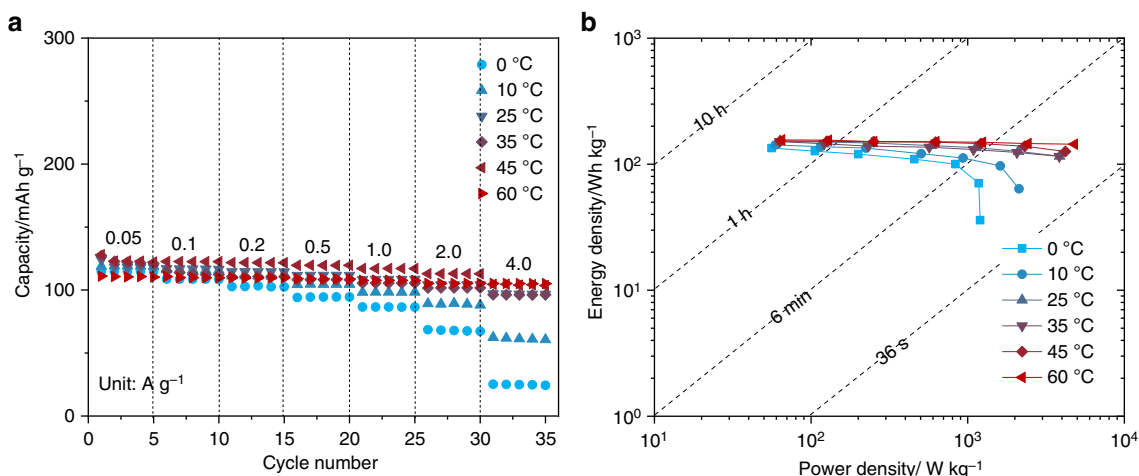 a
300
200
100
0
Capacity/mAh g⁻¹
0 °C
10 °C
25 °C
35 °C
45 °C
60 °C
0.05
0.1
0.2
0.5
1.0
2.0
4.0
Unit: A g⁻¹
0 5 10 15 20 25 30 35
Cycle number
b
10³
10²
10¹
10⁰
Energy density/Wh kg⁻¹
10 h
1 h
6 min
36 s
0 °C
10 °C
25 °C
35 °C
45 °C
60 °C
10¹ 10² 10³ 10⁴
Power density/ W kg⁻¹